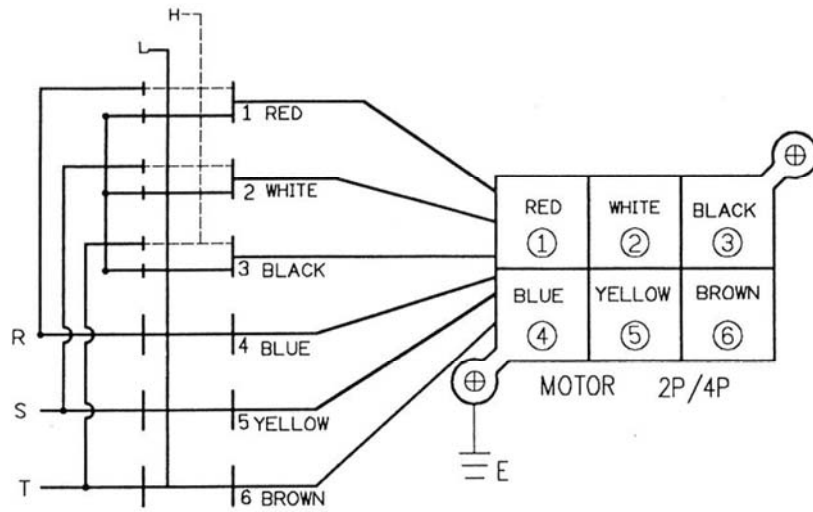 H
L
1 RED
2 WHITE
3 BLACK
R
4 BLUE
S
5 YELLOW
T
6 BROWN
RED WHITE BLACK
① ② ③
BLUE YELLOW BROWN
④ ⑤ ⑥
MOTOR 2P/4P
E